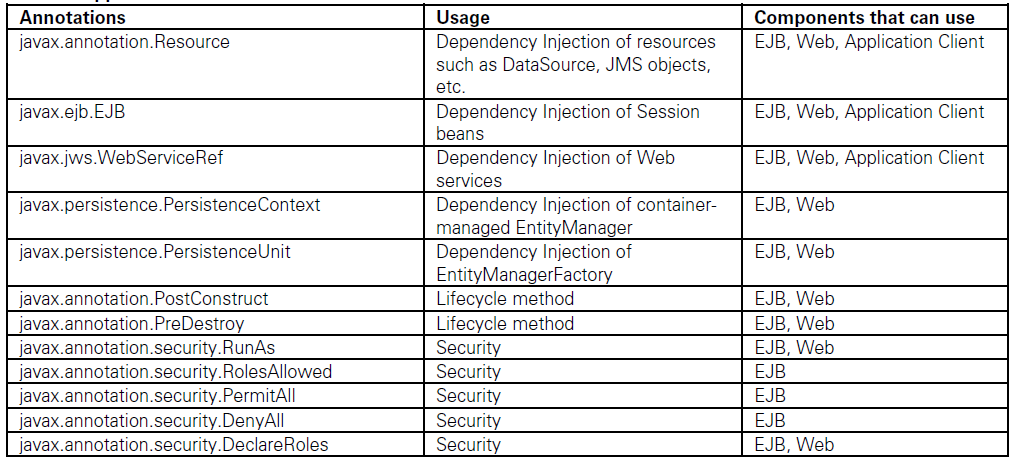 Annotations Usage Components that can use
javax.annotation.Resource Dependency Injection of resources EJB, Web, Application Client
such as DataSource, JMS objects,
etc.
javax.ejb.EJB Dependency Injection of Session EJB, Web, Application Client
beans
javax.jws.WebServiceRef Dependency Injection of Web EJB, Web, Application Client
services
javax.persistence.PersistenceContext Dependency Injection of container- EJB, Web
managed EntityManager
javax.persistence.PersistenceUnit Dependency Injection of EJB, Web
EntityManagerFactory
javax.annotation.PostConstruct Lifecycle method EJB, Web
javax.annotation.PreDestroy Lifecycle method EJB, Web
javax.annotation.security.RunAs Security EJB, Web
javax.annotation.security.RolesAllowed Security EJB
javax.annotation.security.PermitAll Security EJB
javax.annotation.security.DenyAll Security EJB
javax.annotation.security.DeclareRoles Security EJB, Web